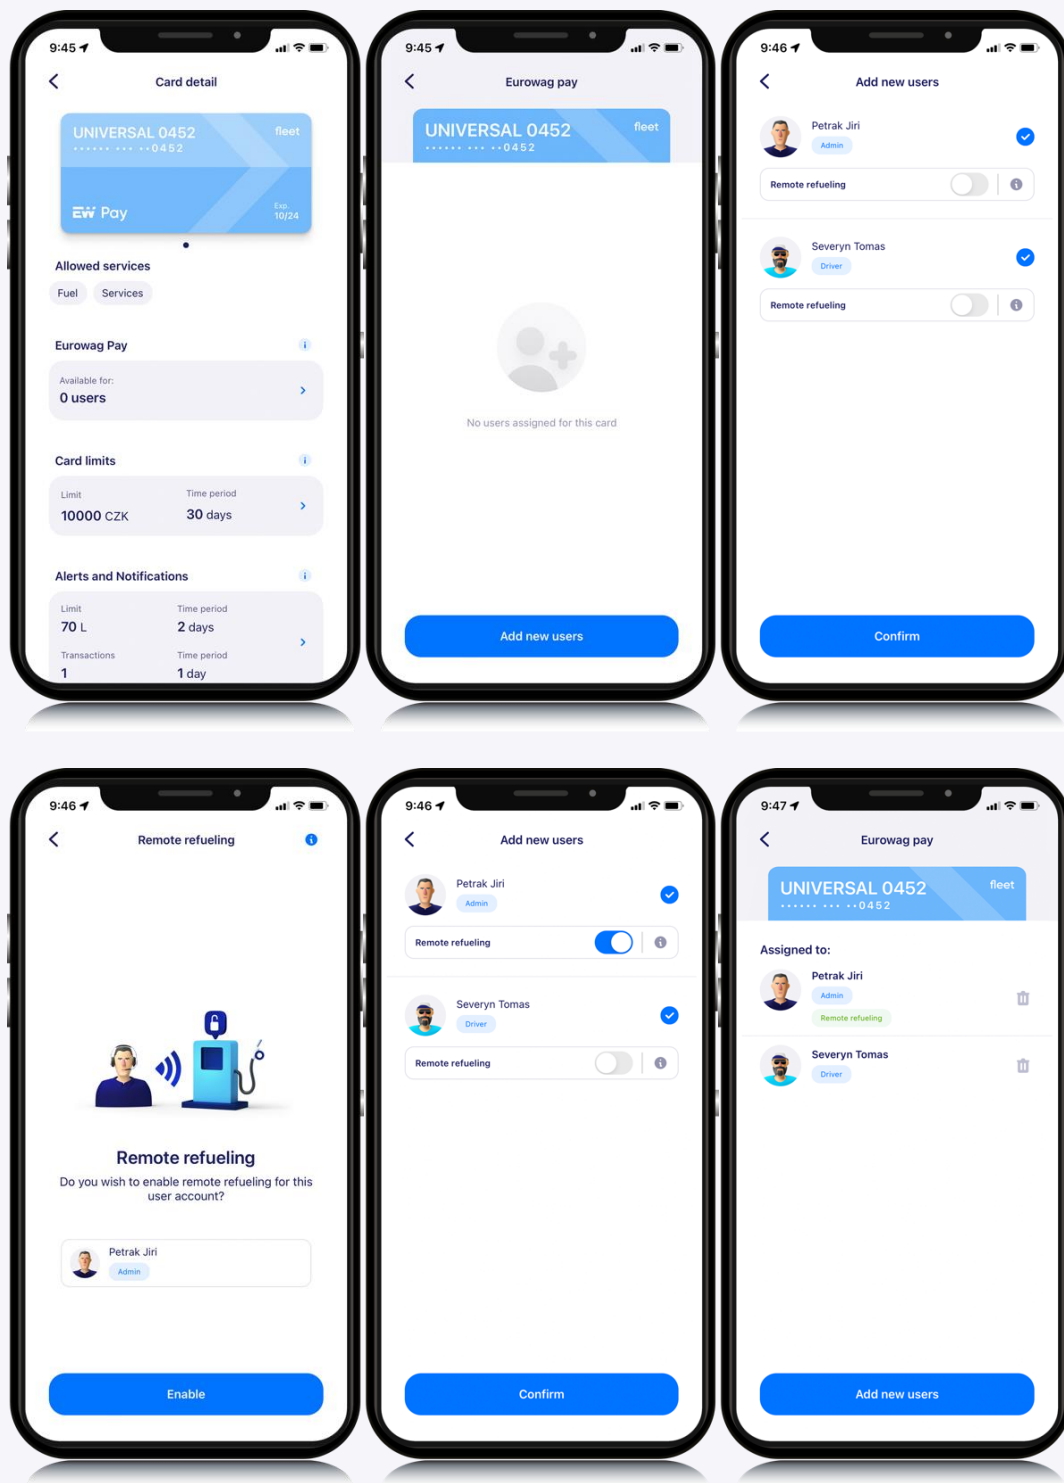 9:45
Card detail
UNIVERSAL 0452
fleet
······ ··· ··0452
EW Pay
Exp.
10/24
Allowed services
Fuel Services
Eurowag Pay
Available for:
0 users
Card limits
Limit Time period
10000 CZK 30 days
Alerts and Notifications
Limit Time period
70 L 2 days
Transactions Time period
1 1 day
9:45
Eurowag pay
UNIVERSAL 0452
fleet
······ ··· ··0452
No users assigned for this card
Add new users
9:46
Add new users
Petrak Jiri
Admin
Remote refueling
Severyn Tomas
Driver
Remote refueling
Confirm
9:46
Remote refueling
Remote refueling
Do you wish to enable remote refueling for this
user account?
Petrak Jiri
Admin
Enable
9:46
Add new users
Petrak Jiri
Admin
Remote refueling
Severyn Tomas
Driver
Remote refueling
Confirm
9:47
Eurowag pay
UNIVERSAL 0452
fleet
······ ··· ··0452
Assigned to:
Petrak Jiri
Admin
Remote refueling
Severyn Tomas
Driver
Add new users